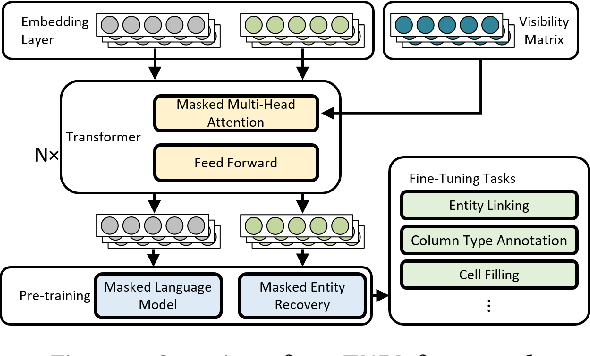 Embedding
Layer
Visibility
Matrix
Masked Multi-Head
Attention
Transformer
N×
Feed Forward
Fine-Tuning Tasks
Entity Linking
Column Type Annotation
Cell Filling
⋮
Pre-training
Masked Language
Model
Masked Entity
Recovery